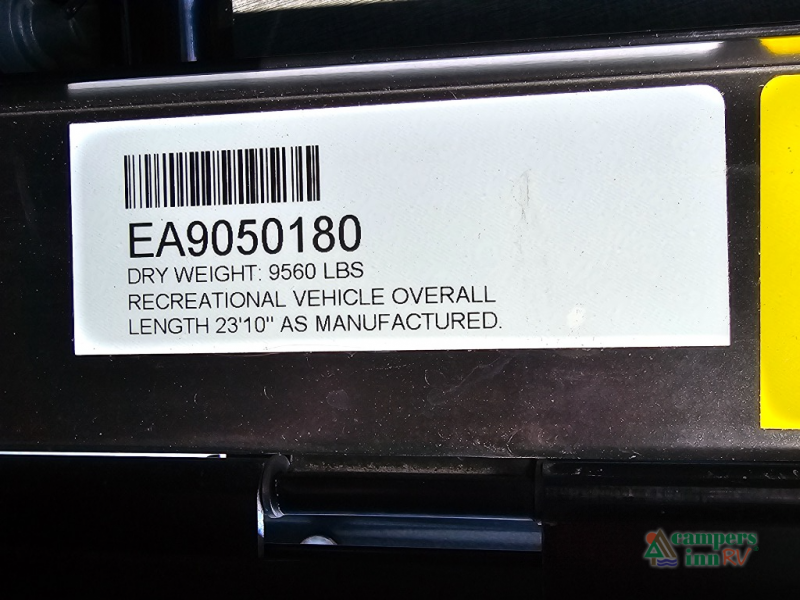 EA9050180
DRY WEIGHT: 9560 LBS
RECREATIONAL VEHICLE OVERALL
LENGTH 23'10" AS MANUFACTURED.
campers
inn RV